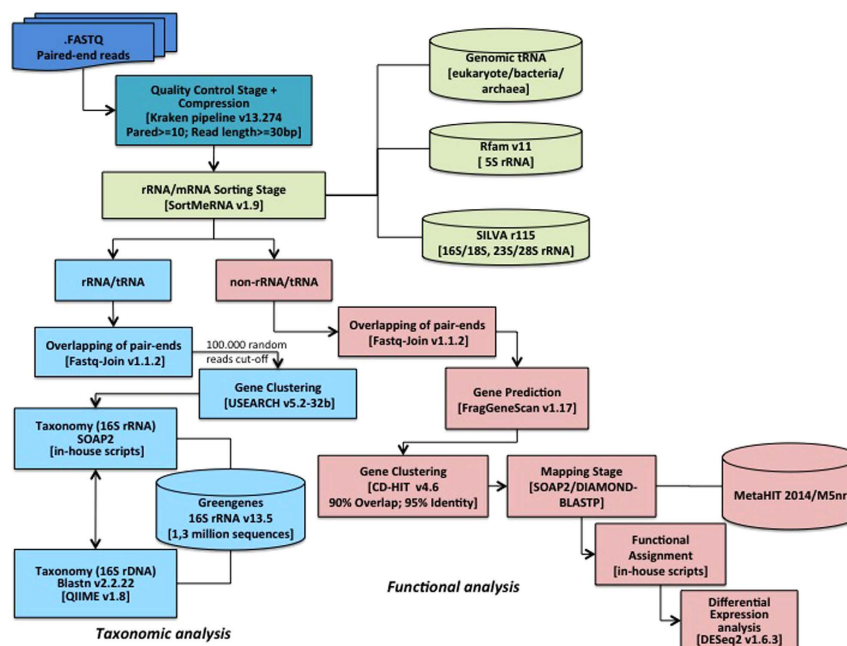 .FASTQ
Paired-end reads
Quality Control Stage +
Compression
[Kraken pipeline v13.274
Pared>=10; Read length>=30bp]
Genomic tRNA
[eukaryote/bacteria/
archaea]
Rfam v11
[ 5S rRNA]
rRNA/mRNA Sorting Stage
[SortMeRNA v1.9]
SILVA r115
[16S/18S, 23S/28S rRNA]
rRNA/tRNA
non-rRNA/tRNA
Overlapping of pair-ends
[Fastq-Join v1.1.2]
100.000 random
reads cut-off
Overlapping of pair-ends
[Fastq-Join v1.1.2]
Gene Clustering
[USEARCH v5.2-32b]
Gene Prediction
[FragGeneScan v1.17]
Taxonomy (16S rRNA)
SOAP2
[in-house scripts]
Greengenes
16S rRNA v13.5
[1,3 million sequences]
Gene Clustering
[CD-HIT v4.6
90% Overlap; 95% Identity]
Mapping Stage
[SOAP2/DIAMOND-
BLASTP]
MetaHIT 2014/M5nr
Taxonomy (16S rDNA)
Blastn v2.2.22
[QIIME v1.8]
Functional
Assignment
[in-house scripts]
Differential
Expression
analysis
[DESeq2 v1.6.3]
Taxonomic analysis
Functional analysis